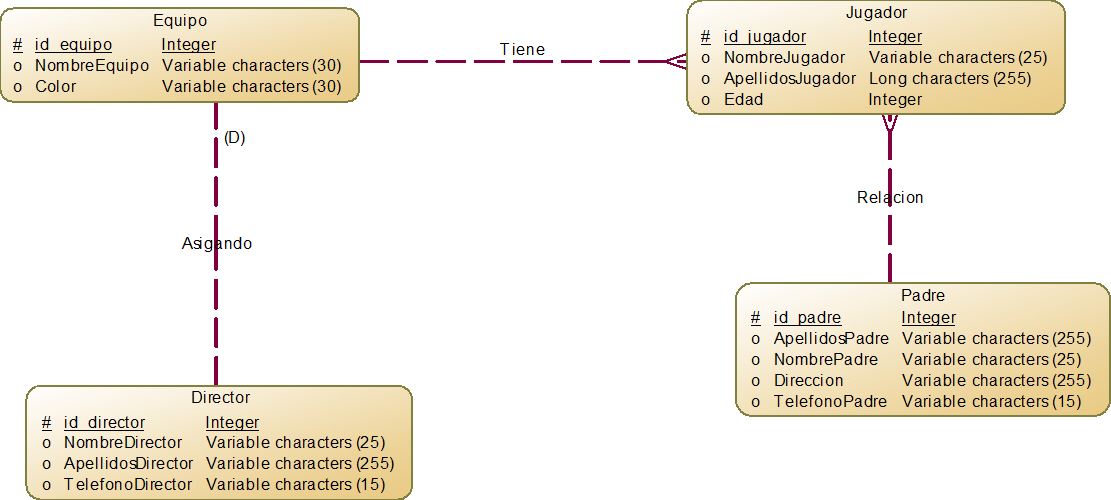 Equipo
# id_equipo Integer
o NombreEquipo Variable characters (30)
o Color Variable characters (30)
Tiene
Jugador
# id_jugador Integer
o NombreJugador Variable characters (25)
o ApellidosJugador Long characters (255)
o Edad Integer
(D)
Asigando
Relacion
Padre
# id_padre Integer
o ApellidosPadre Variable characters (255)
o NombrePadre Variable characters (25)
o Direccion Variable characters (255)
o TelefonoPadre Variable characters (15)
Director
# id_director Integer
o NombreDirector Variable characters (25)
o ApellidosDirector Variable characters (255)
o TelefonoDirector Variable characters (15)